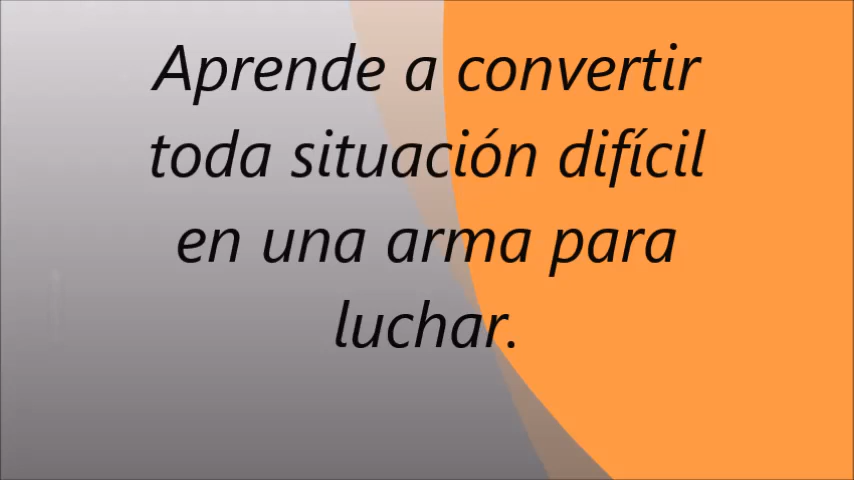 Aprende a convertir
toda situación difícil
en una arma para
luchar.